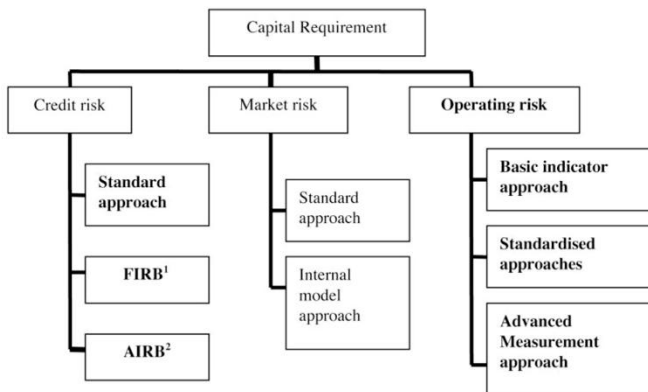 Capital Requirement
Credit risk
Market risk
Operating risk
Standard
approach
FIRB¹
AIRB²
Standard
approach
Internal
model
approach
Basic indicator
approach
Standardised
approaches
Advanced
Measurement
approach